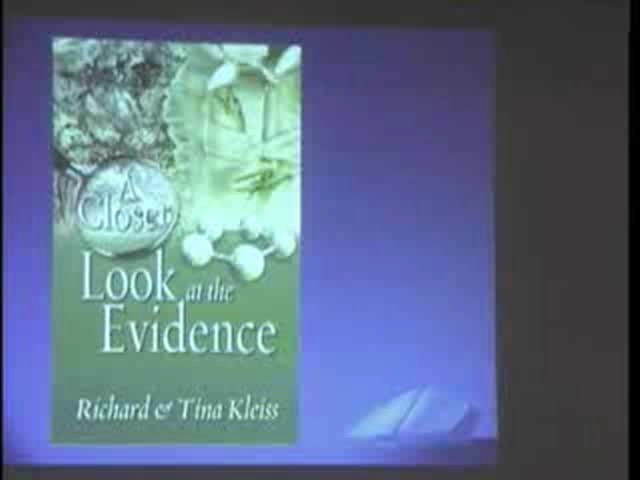 A
Closer
Look at the
Evidence
Richard & Tina Kleiss